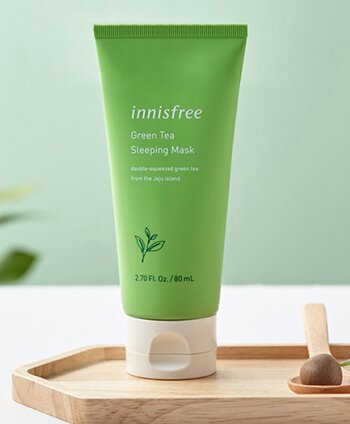 innisfree
Green Tea
Sleeping Mask
double-squeezed green tea
from the Jeju island
2.70 Fl. Oz. / 80 mL